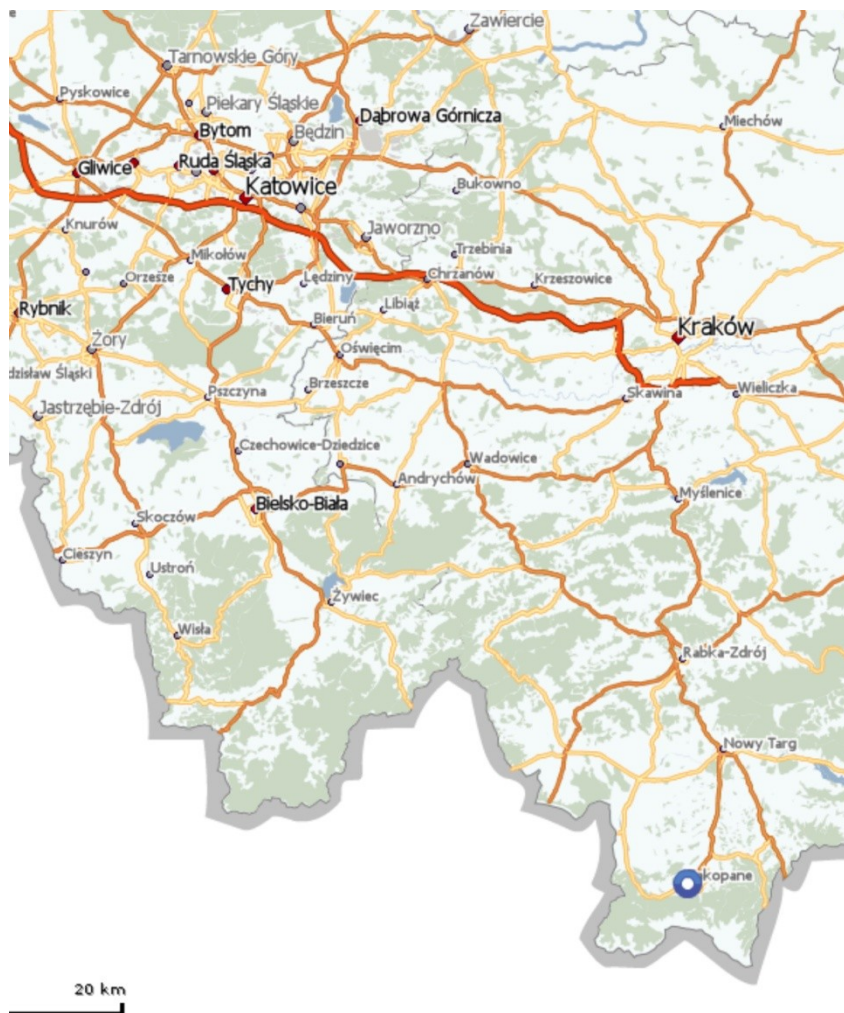 Zawiercie
Tarnowskie Góry
Pyskowice
Piekary Śląskie
Dąbrowa Górnicza
Bytom
Będzin
Miechów
Gliwice
Ruda Śląska
Katowice
Bukowno
Knurów
Jaworzno
Mikołów
Trzebinia
Orzesze
Tychy
Lędziny
Chrzanów
Krzeszowice
Rybnik
Libiąż
Bieruń
Kraków
Żory
Oświęcim
dzisław Śląski
Pszczyna
Brzeszcze
Skawina
Wieliczka
Jastrzębie-Zdrój
Czechowice-Dziedzice
Wadowice
Andrychów
Myślenice
Bielsko-Biała
Skoczów
Cieszyn
Ustroń
Żywiec
Wisła
Rabka-Zdrój
Nowy Targ
kopane
20 km